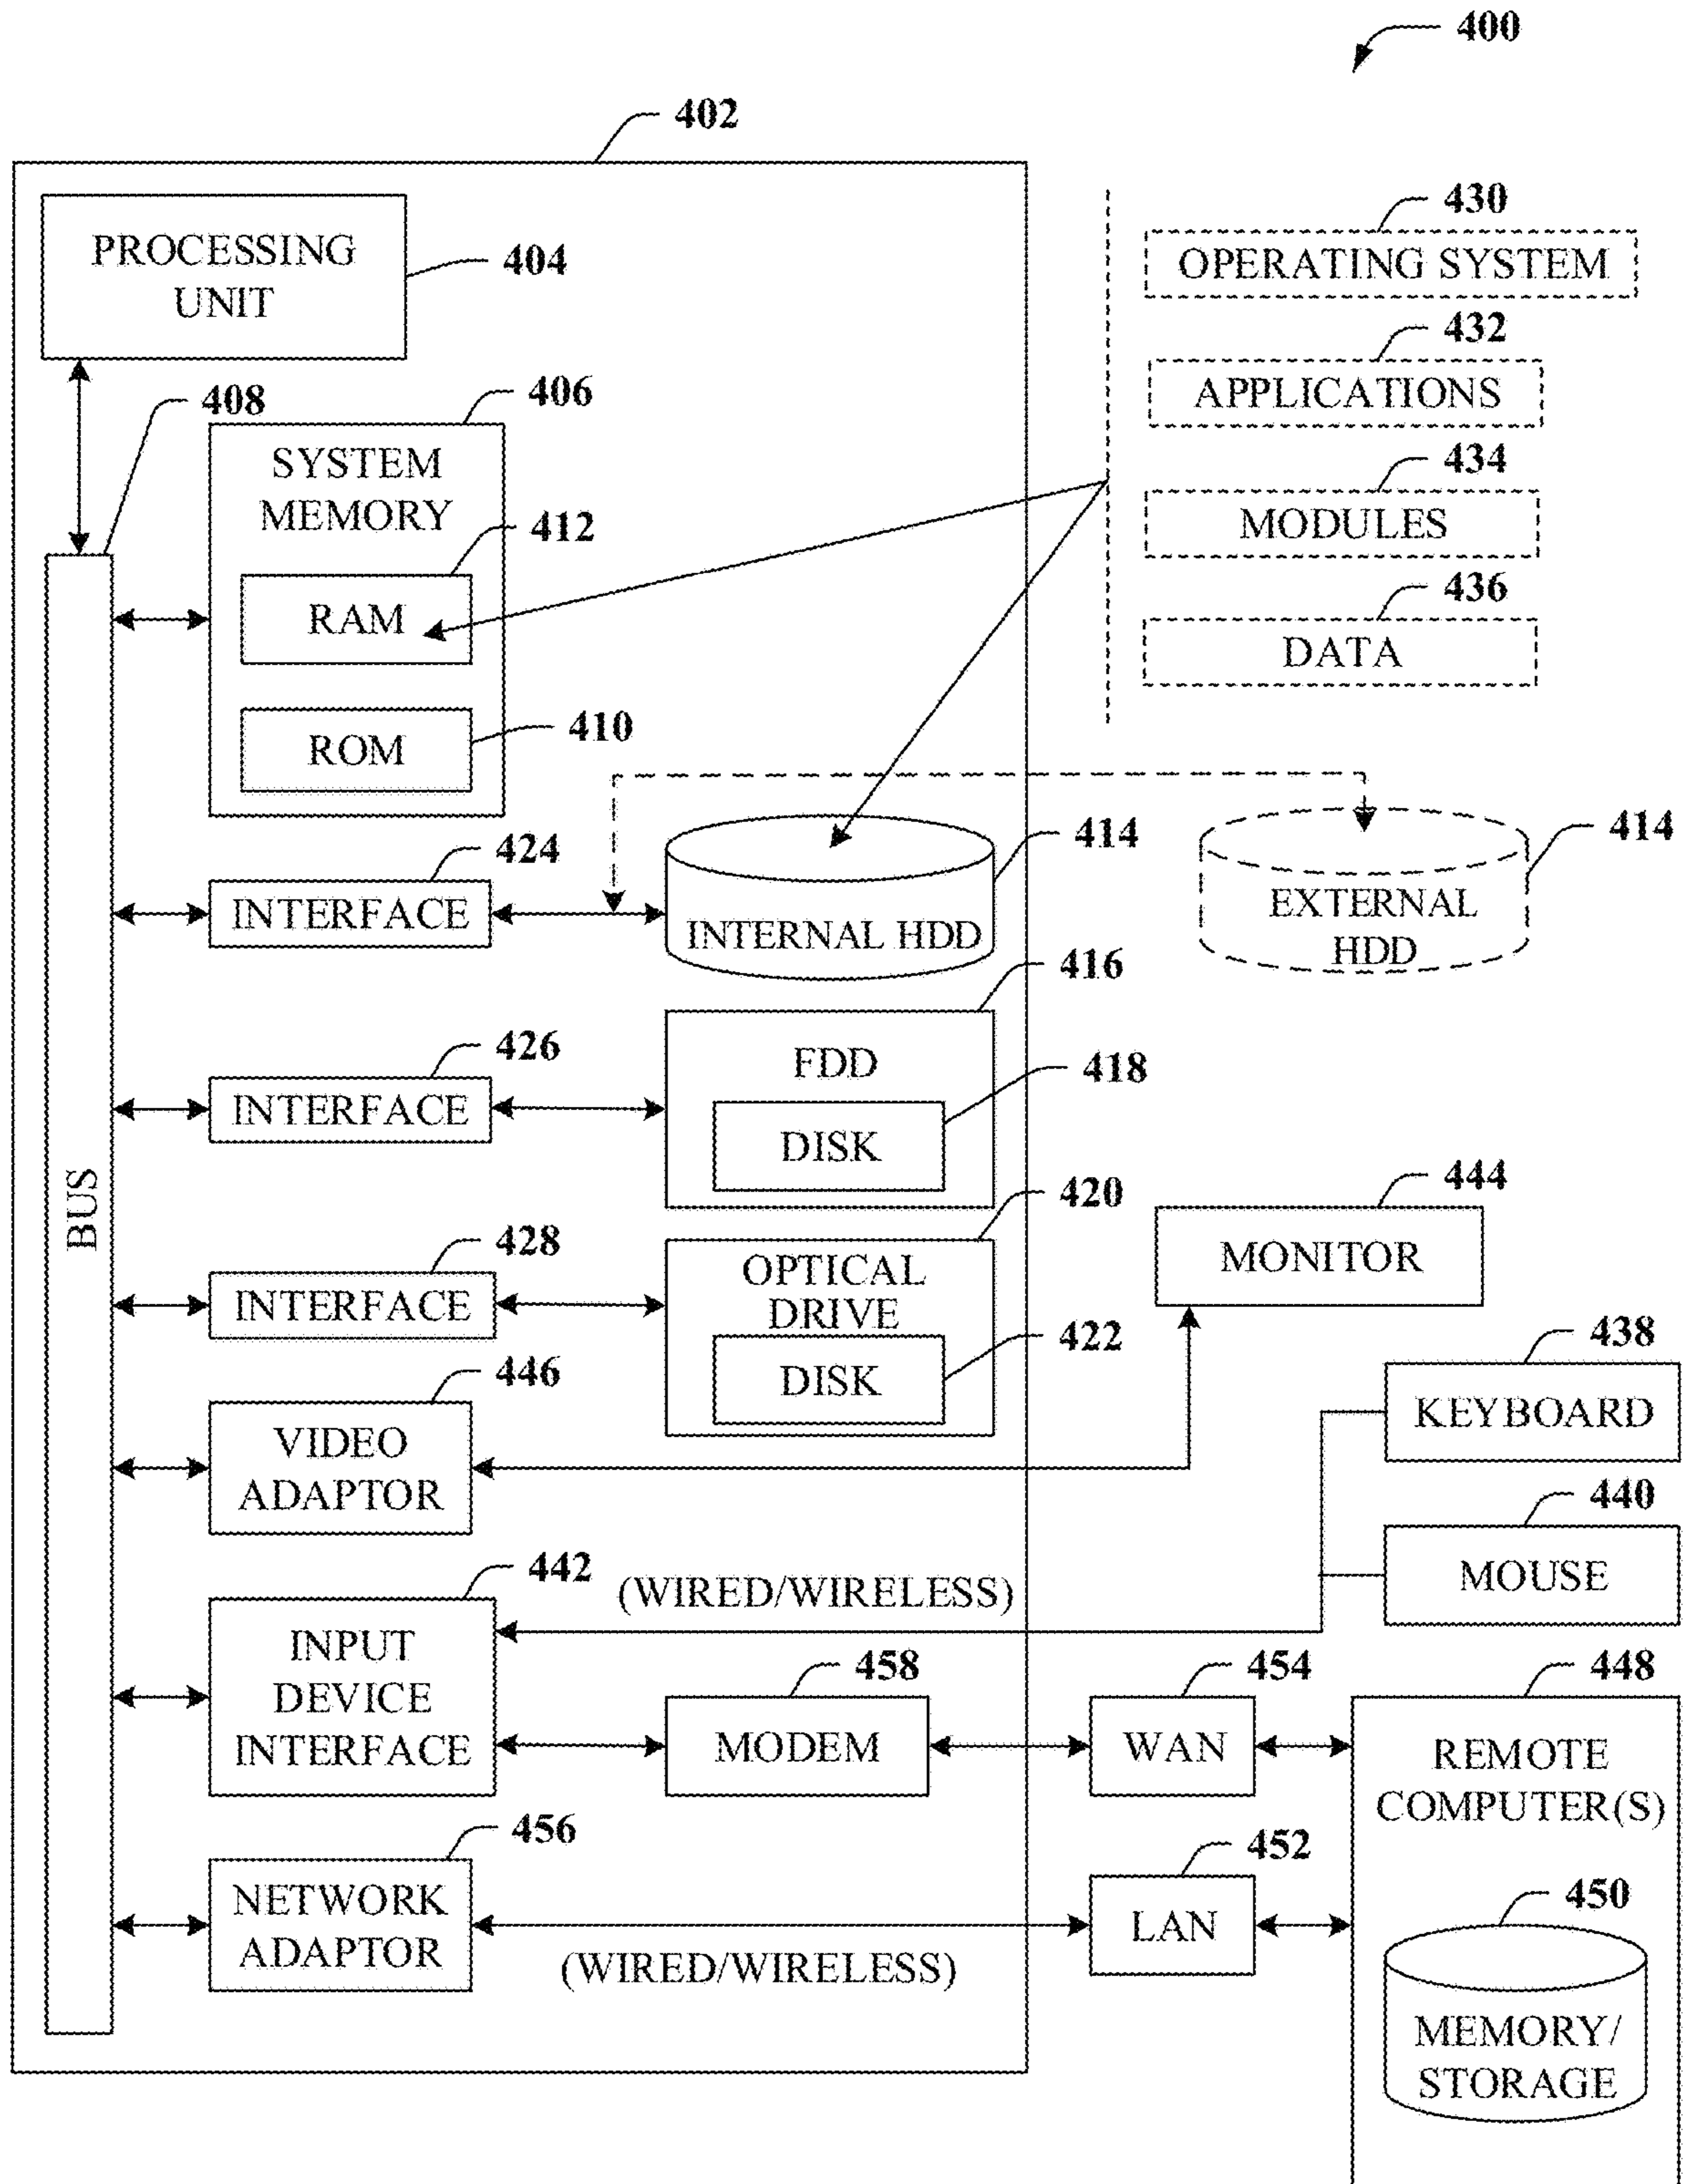 400
402
PROCESSING
UNIT
404
408
406
SYSTEM
MEMORY
412
RAM
410
ROM
430
OPERATING SYSTEM
432
APPLICATIONS
434
MODULES
436
DATA
424
INTERFACE
414
INTERNAL HDD
414
EXTERNAL
HDD
416
426
INTERFACE
FDD
418
DISK
BUS
420
428
INTERFACE
OPTICAL
DRIVE
422
DISK
444
MONITOR
446
VIDEO
ADAPTOR
438
KEYBOARD
440
MOUSE
442
(WIRED/WIRELESS)
INPUT
DEVICE
INTERFACE
458
MODEM
454
WAN
448
REMOTE
COMPUTER(S)
456
NETWORK
ADAPTOR
(WIRED/WIRELESS)
452
LAN
450
MEMORY/
STORAGE